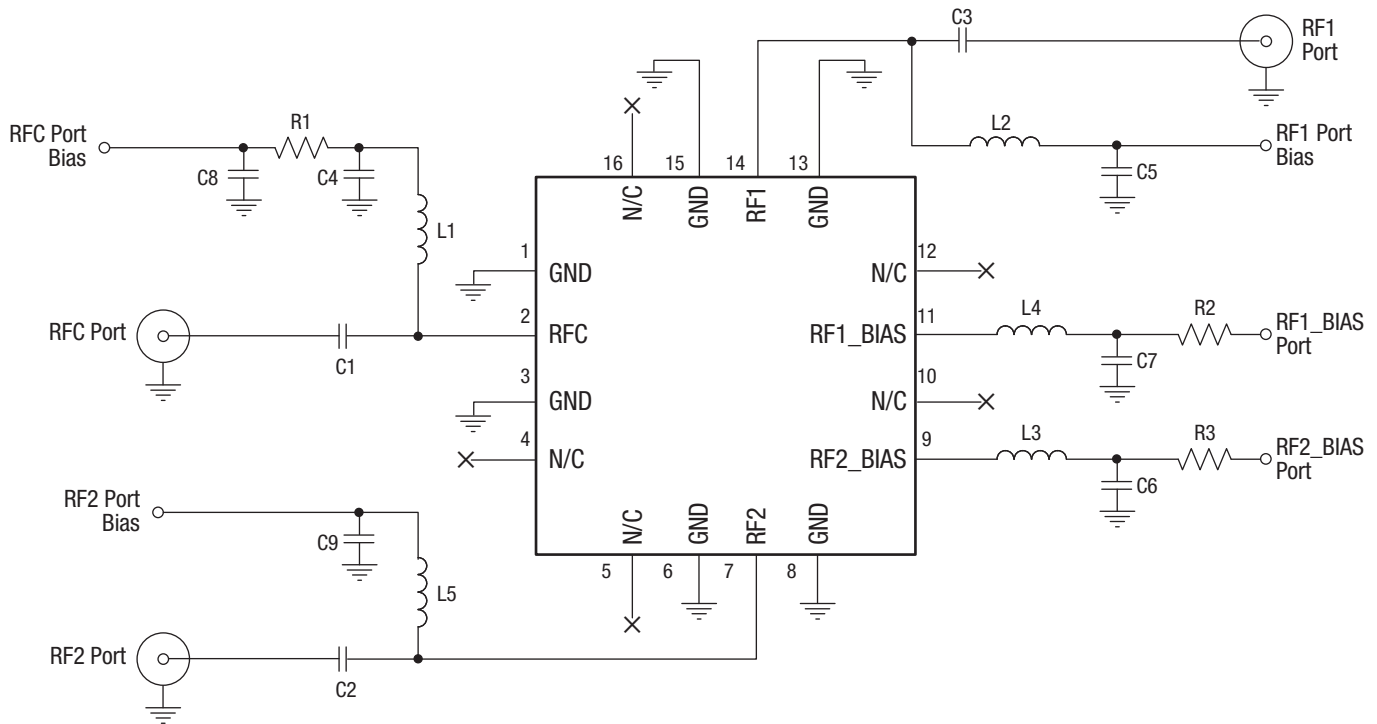 C3
RF1
Port
RFC Port
Bias
R1
C8
C4
L1
L2
RF1 Port
Bias
C5
16
15
14
13
N/C
GND
RF1
GND
1
GND
12
N/C
RFC Port
C1
2
RFC
11
RF1_BIAS
L4
R2
RF1_BIAS
Port
C7
3
GND
10
N/C
4
N/C
9
RF2_BIAS
L3
R3
RF2_BIAS
Port
C6
RF2 Port
Bias
C9
L5
N/C
GND
RF2
GND
5
6
7
8
RF2 Port
C2